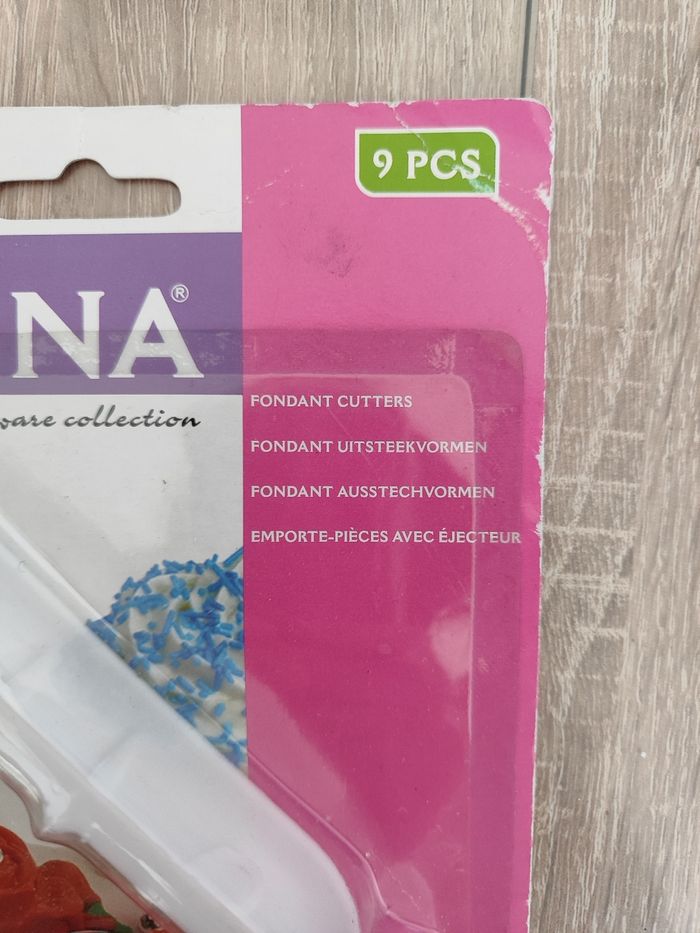 9 PCS
NA®
ware collection
FONDANT CUTTERS
FONDANT UITSTEEKVORMEN
FONDANT AUSSTECHVORMEN
EMPORTE-PIÈCES AVEC ÉJECTEUR